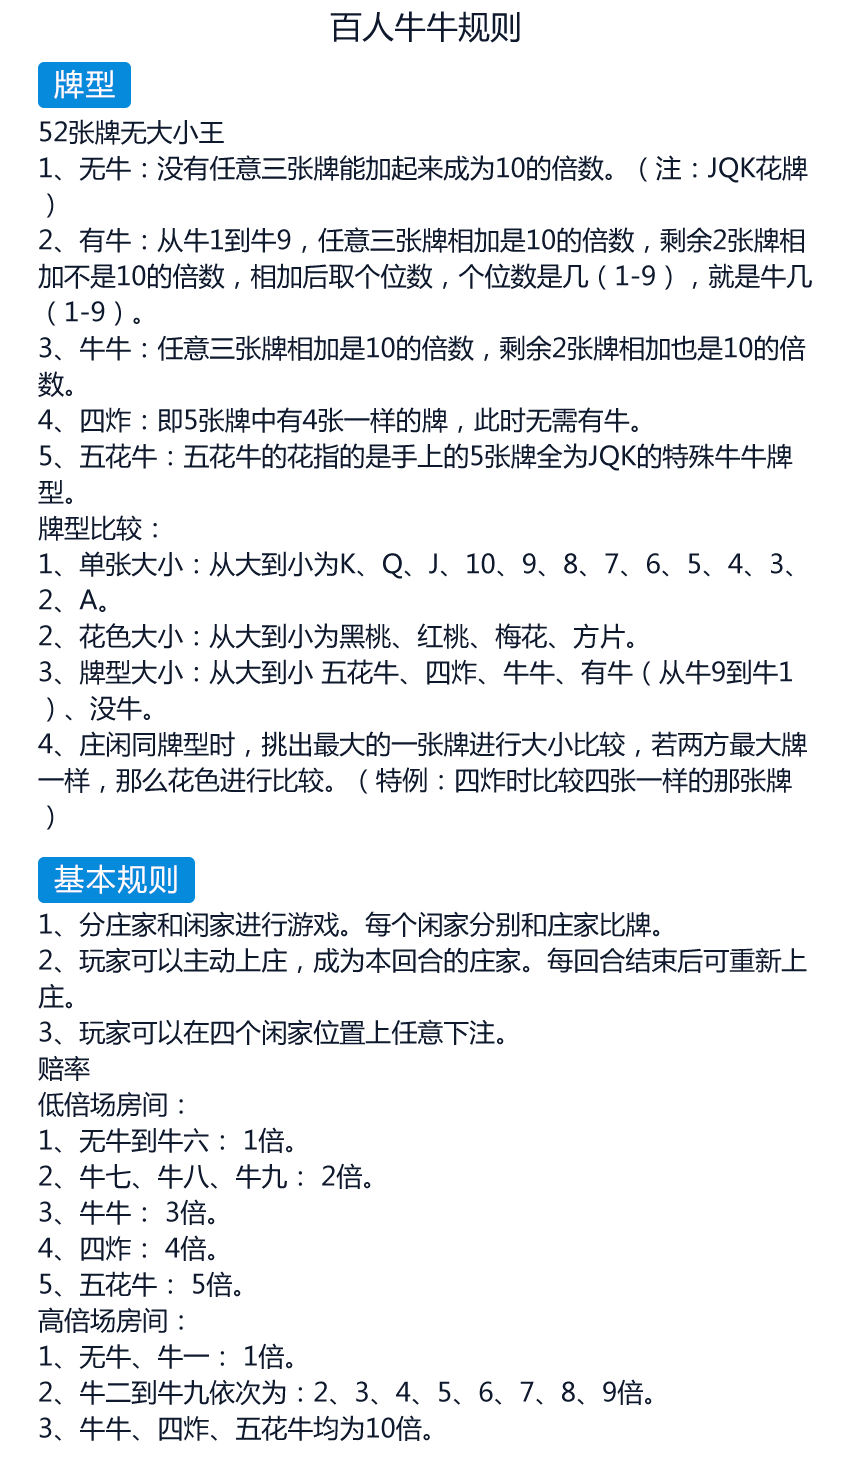 百人牛牛规则
牌型
52张牌无大小王
1、无牛：没有任意三张牌能加起来成为10的倍数。（注：JQK花牌
）
2、有牛：从牛1到牛9，任意三张牌相加是10的倍数，剩余2张牌相
加不是10的倍数，相加后取个位数，个位数是几（1-9），就是牛几
（1-9）。
3、牛牛：任意三张牌相加是10的倍数，剩余2张牌相加也是10的倍
数。
4、四炸：即5张牌中有4张一样的牌，此时无需有牛。
5、五花牛：五花牛的花指的是手上的5张牌全为JQK的特殊牛牛牌
型。
牌型比较：
1、单张大小：从大到小为K、Q、J、10、9、8、7、6、5、4、3、
2、A。
2、花色大小：从大到小为黑桃、红桃、梅花、方片。
3、牌型大小：从大到小 五花牛、四炸、牛牛、有牛（从牛9到牛1
）、没牛。
4、庄闲同牌型时，挑出最大的一张牌进行大小比较，若两方最大牌
一样，那么花色进行比较。（特例：四炸时比较四张一样的那张牌
）
基本规则
1、分庄家和闲家进行游戏。每个闲家分别和庄家比牌。
2、玩家可以主动上庄，成为本回合的庄家。每回合结束后可重新上
庄。
3、玩家可以在四个闲家位置上任意下注。
赔率
低倍场房间：
1、无牛到牛六： 1倍。
2、牛七、牛八、牛九： 2倍。
3、牛牛： 3倍。
4、四炸： 4倍。
5、五花牛： 5倍。
高倍场房间：
1、无牛、牛一： 1倍。
2、牛二到牛九依次为：2、3、4、5、6、7、8、9倍。
3、牛牛、四炸、五花牛均为10倍。